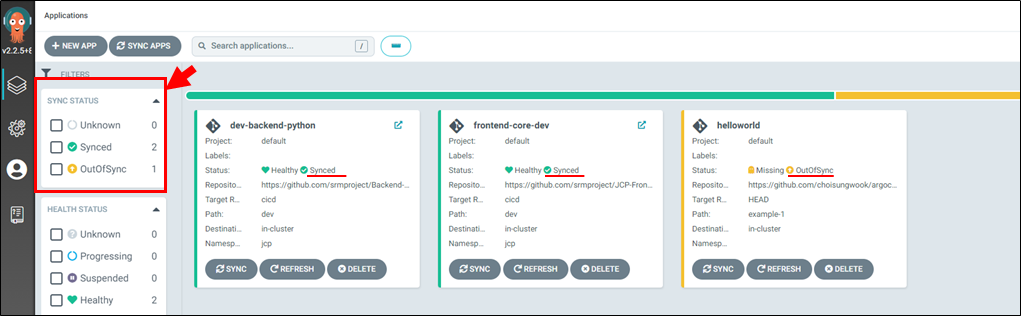 Applications
v2.2.5+8
NEW APP
SYNC APPS
Search applications...
/
FILTERS
SYNC STATUS
Unknown 0
Synced 2
OutOfSync 1
HEALTH STATUS
Unknown 0
Progressing 0
Suspended 0
Healthy 2
dev-backend-python
Project: default
Labels:
Status: Healthy Synced
Reposito... https://github.com/srmproject/Backend-...
Target R... cicd
Path: dev
Destinati... in-cluster
Namesp... jcp
SYNC REFRESH DELETE
frontend-core-dev
Project: default
Labels:
Status: Healthy Synced
Reposito... https://github.com/srmproject/JCP-Fron...
Target R... cicd
Path: dev
Destinati... in-cluster
Namesp... jcp
SYNC REFRESH DELETE
helloworld
Project: default
Labels:
Status: Missing OutOfSync
Reposito... https://github.com/choisungwook/argoc...
Target R... HEAD
Path: example-1
Destinati... in-cluster
Namesp...
SYNC REFRESH DELETE